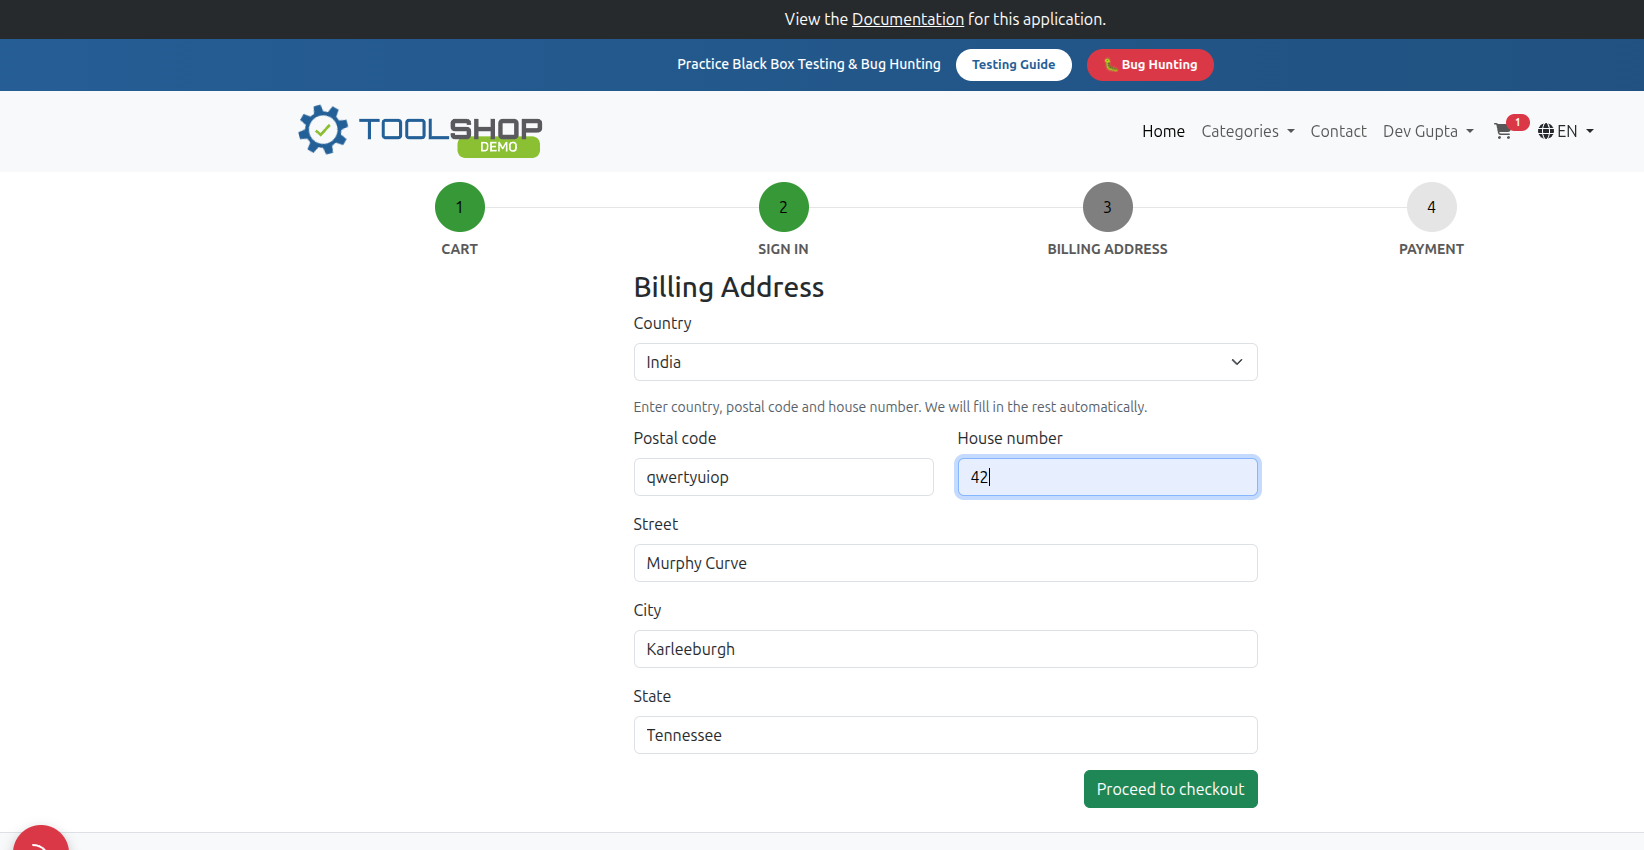 View the Documentation for this application.
Practice Black Box Testing & Bug Hunting Testing Guide Bug Hunting
TOOLSHOP
DEMO
Home Categories Contact Dev Gupta 1 EN
1 2 3 4
CART SIGN IN BILLING ADDRESS PAYMENT
Billing Address
Country
India
Enter country, postal code and house number. We will fill in the rest automatically.
Postal code House number
qwertyuiop 42
Street
Murphy Curve
City
Karleeburgh
State
Tennessee
Proceed to checkout